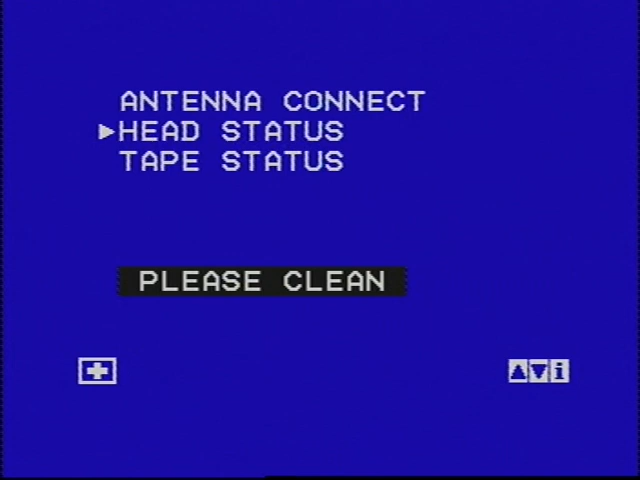 ANTENNA CONNECT
▶HEAD STATUS
TAPE STATUS
PLEASE CLEAN
i